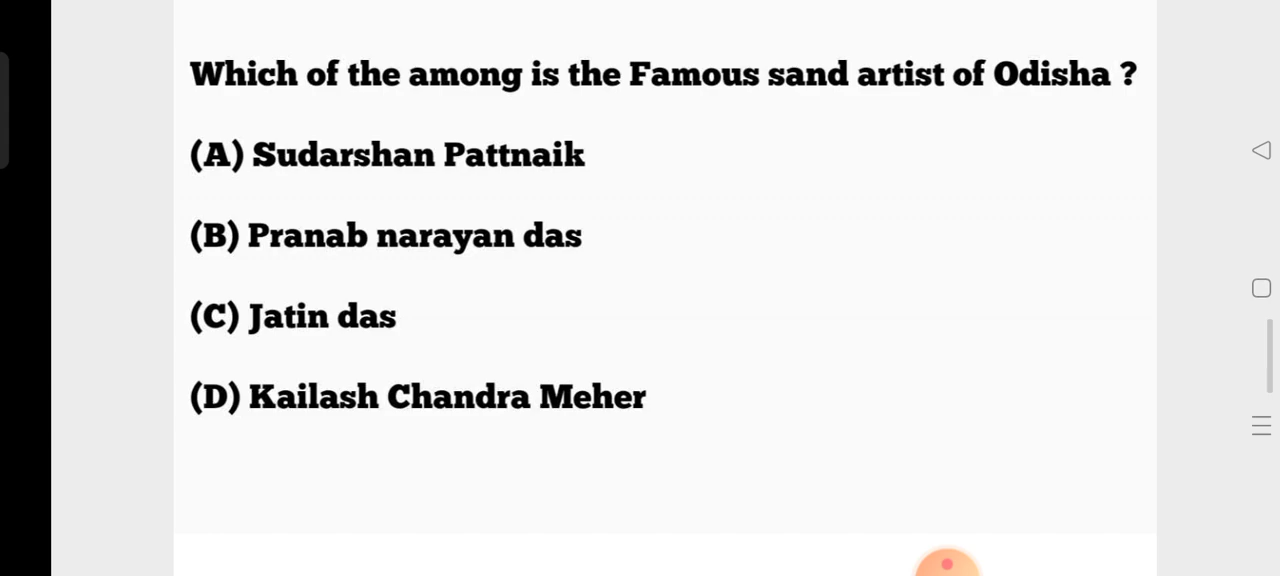 Which of the among is the Famous sand artist of Odisha ?
(A) Sudarshan Pattnaik
(B) Pranab narayan das
(C) Jatin das
(D) Kailash Chandra Meher